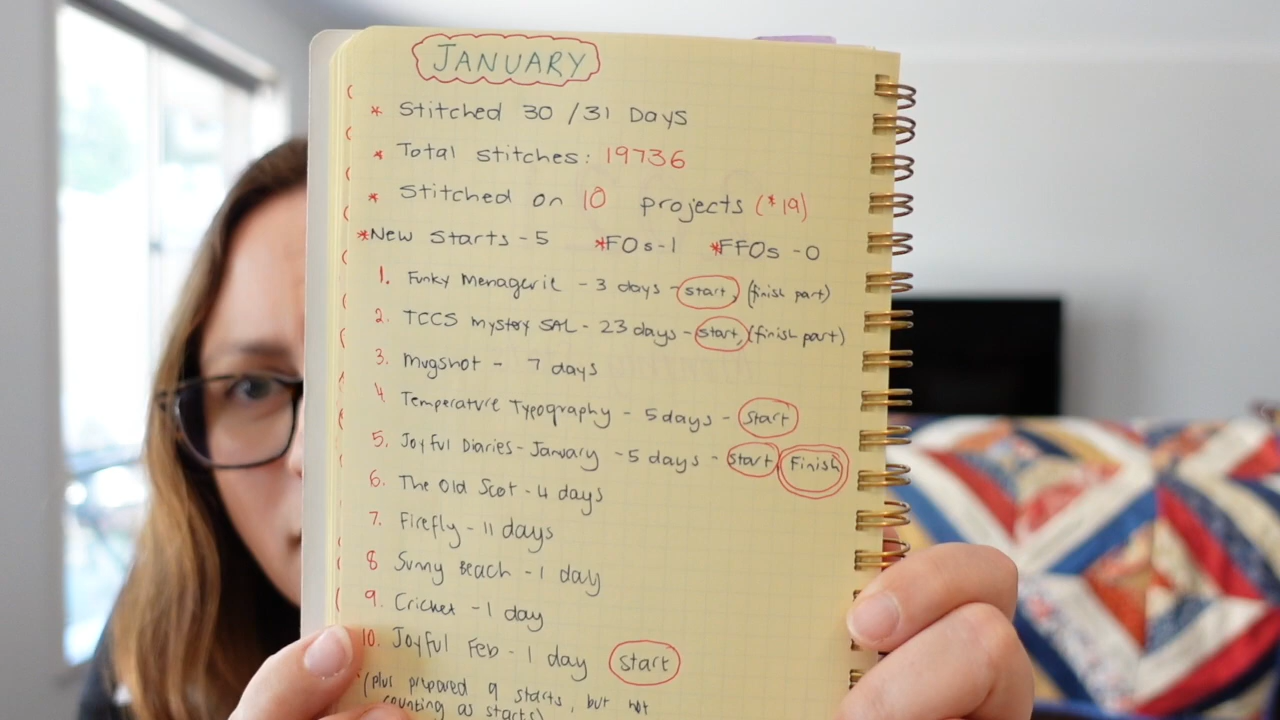 JANUARY
* Stitched 30 / 31 Days
* Total stitches: 19736
* Stitched on 10 projects (*19)
*New starts - 5 *FOs - 1 *FFOs - 0
1. Funky Menagerie - 3 days - start, (finish part)
2. TCCS mystery SAL - 23 days - start, (finish part)
3. Mugshot - 7 days
4 Temperature Typography - 5 days - Start
5. Joyful Diaries - January - 5 days - start Finish
6. The Old Scot - 4 days
7. Firefly - 11 days
8 Sunny Beach - 1 day
9. Cricket - 1 day
10. Joyful Feb - 1 day start
(plus prepared 9 starts, but not
counting as starts)